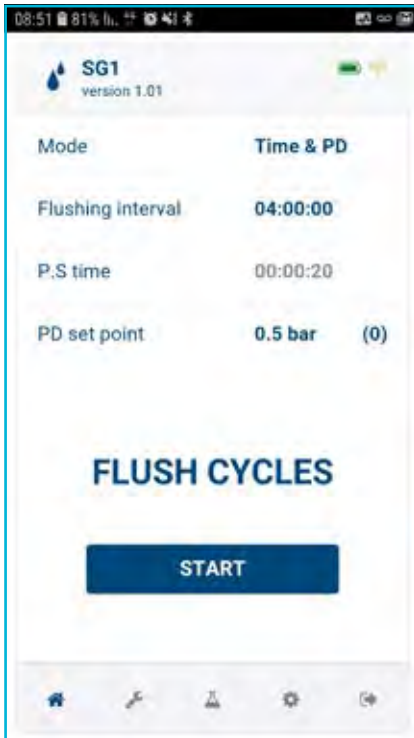 08:51 81%
SG1
version 1.01
Mode Time & PD
Flushing interval 04:00:00
P.S time 00:00:20
PD set point 0.5 bar (0)
FLUSH CYCLES
START